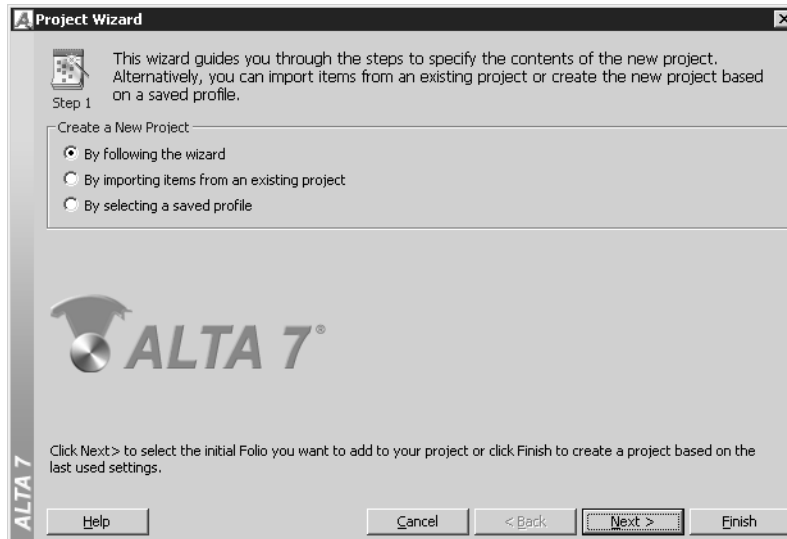 Project Wizard
This wizard guides you through the steps to specify the contents of the new project.
Alternatively, you can import items from an existing project or create the new project based
on a saved profile.
Step 1
Create a New Project
By following the wizard
By importing items from an existing project
By selecting a saved profile
ALTA 7®
Click Next> to select the initial Folio you want to add to your project or click Finish to create a project based on the
last used settings.
ALTA 7
Help
Cancel
< Back
Next >
Finish